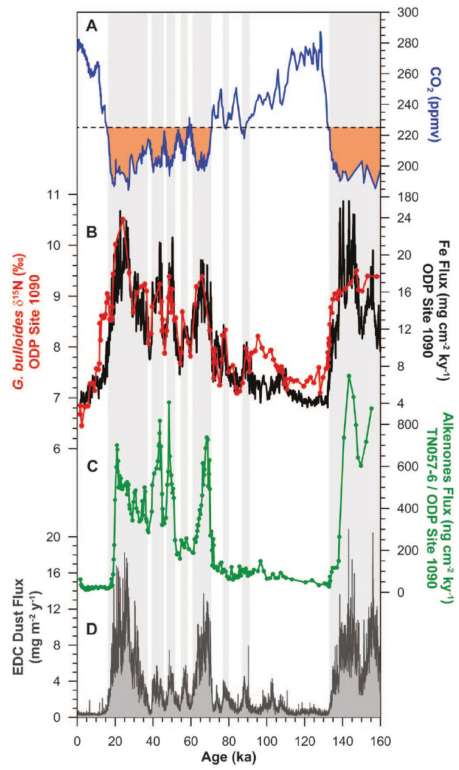 A
300
280
260
240
220
200
180
CO₂ (ppmv)
11
10
9
8
7
6
G. bulloides δ¹⁵N (‰)
ODP Site 1090
B
24
20
16
12
8
4
Fe Flux (mg cm⁻² ky⁻¹)
ODP Site 1090
C
800
600
400
200
0
Alkenones Flux (ng cm⁻² ky⁻¹)
TN057-6 / ODP Site 1090
20
16
12
8
4
0
EDC Dust Flux
(mg m⁻² y⁻¹)
D
0 20 40 60 80 100 120 140 160
Age (ka)